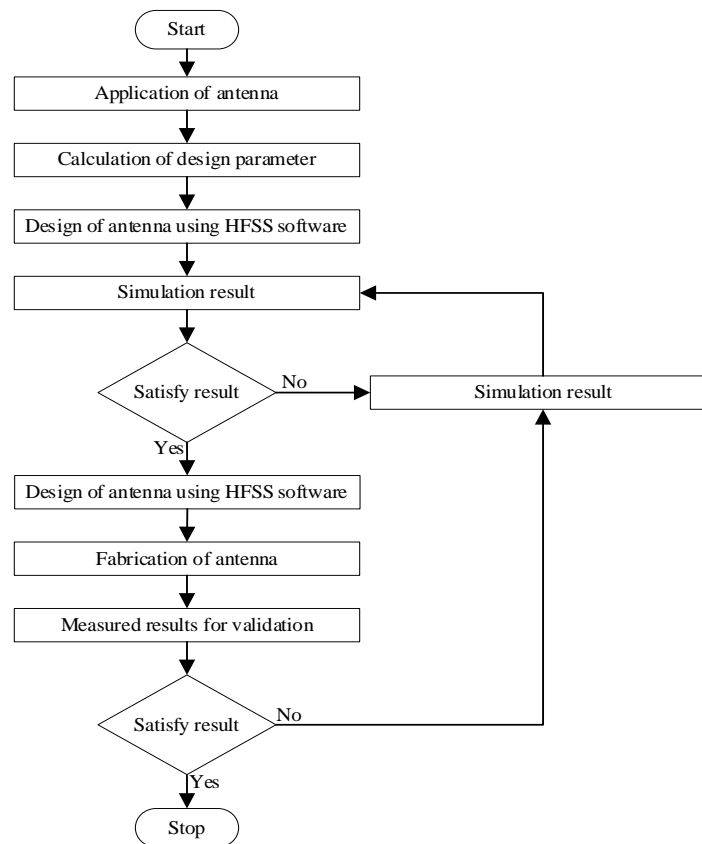 Start
Application of antenna
Calculation of design parameter
Design of antenna using HFSS software
Simulation result
Satisfy result
No
Simulation result
Yes
Design of antenna using HFSS software
Fabrication of antenna
Measured results for validation
Satisfy result
No
Yes
Stop